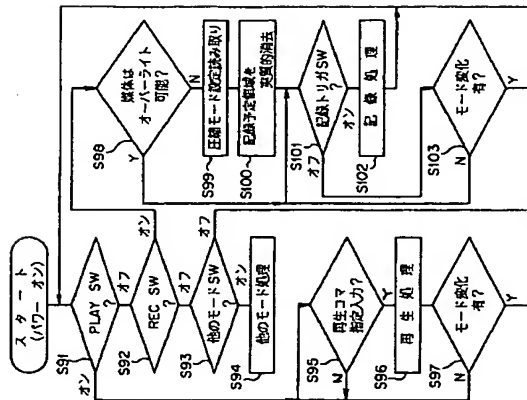 スタート
(パワー オン)
S91
PLAY SW
?
オン
オフ
S92
REC SW
?
オン
オフ
S93
他のモードSW
?
オフ
オン
S94
他のモード処理
S95
再生コマ
指定入力?
N
Y
S96
再生処理
S97
モード変化
有?
N
Y
S98
媒体は
オーバーライト
可能?
Y
N
S99
圧縮モード設定読み取り
S100
記録予定領域を
実質的消去
S101
記録トリガSW
?
オフ
オン
S102
記録処理
S103
モード変化
有?
N
Y